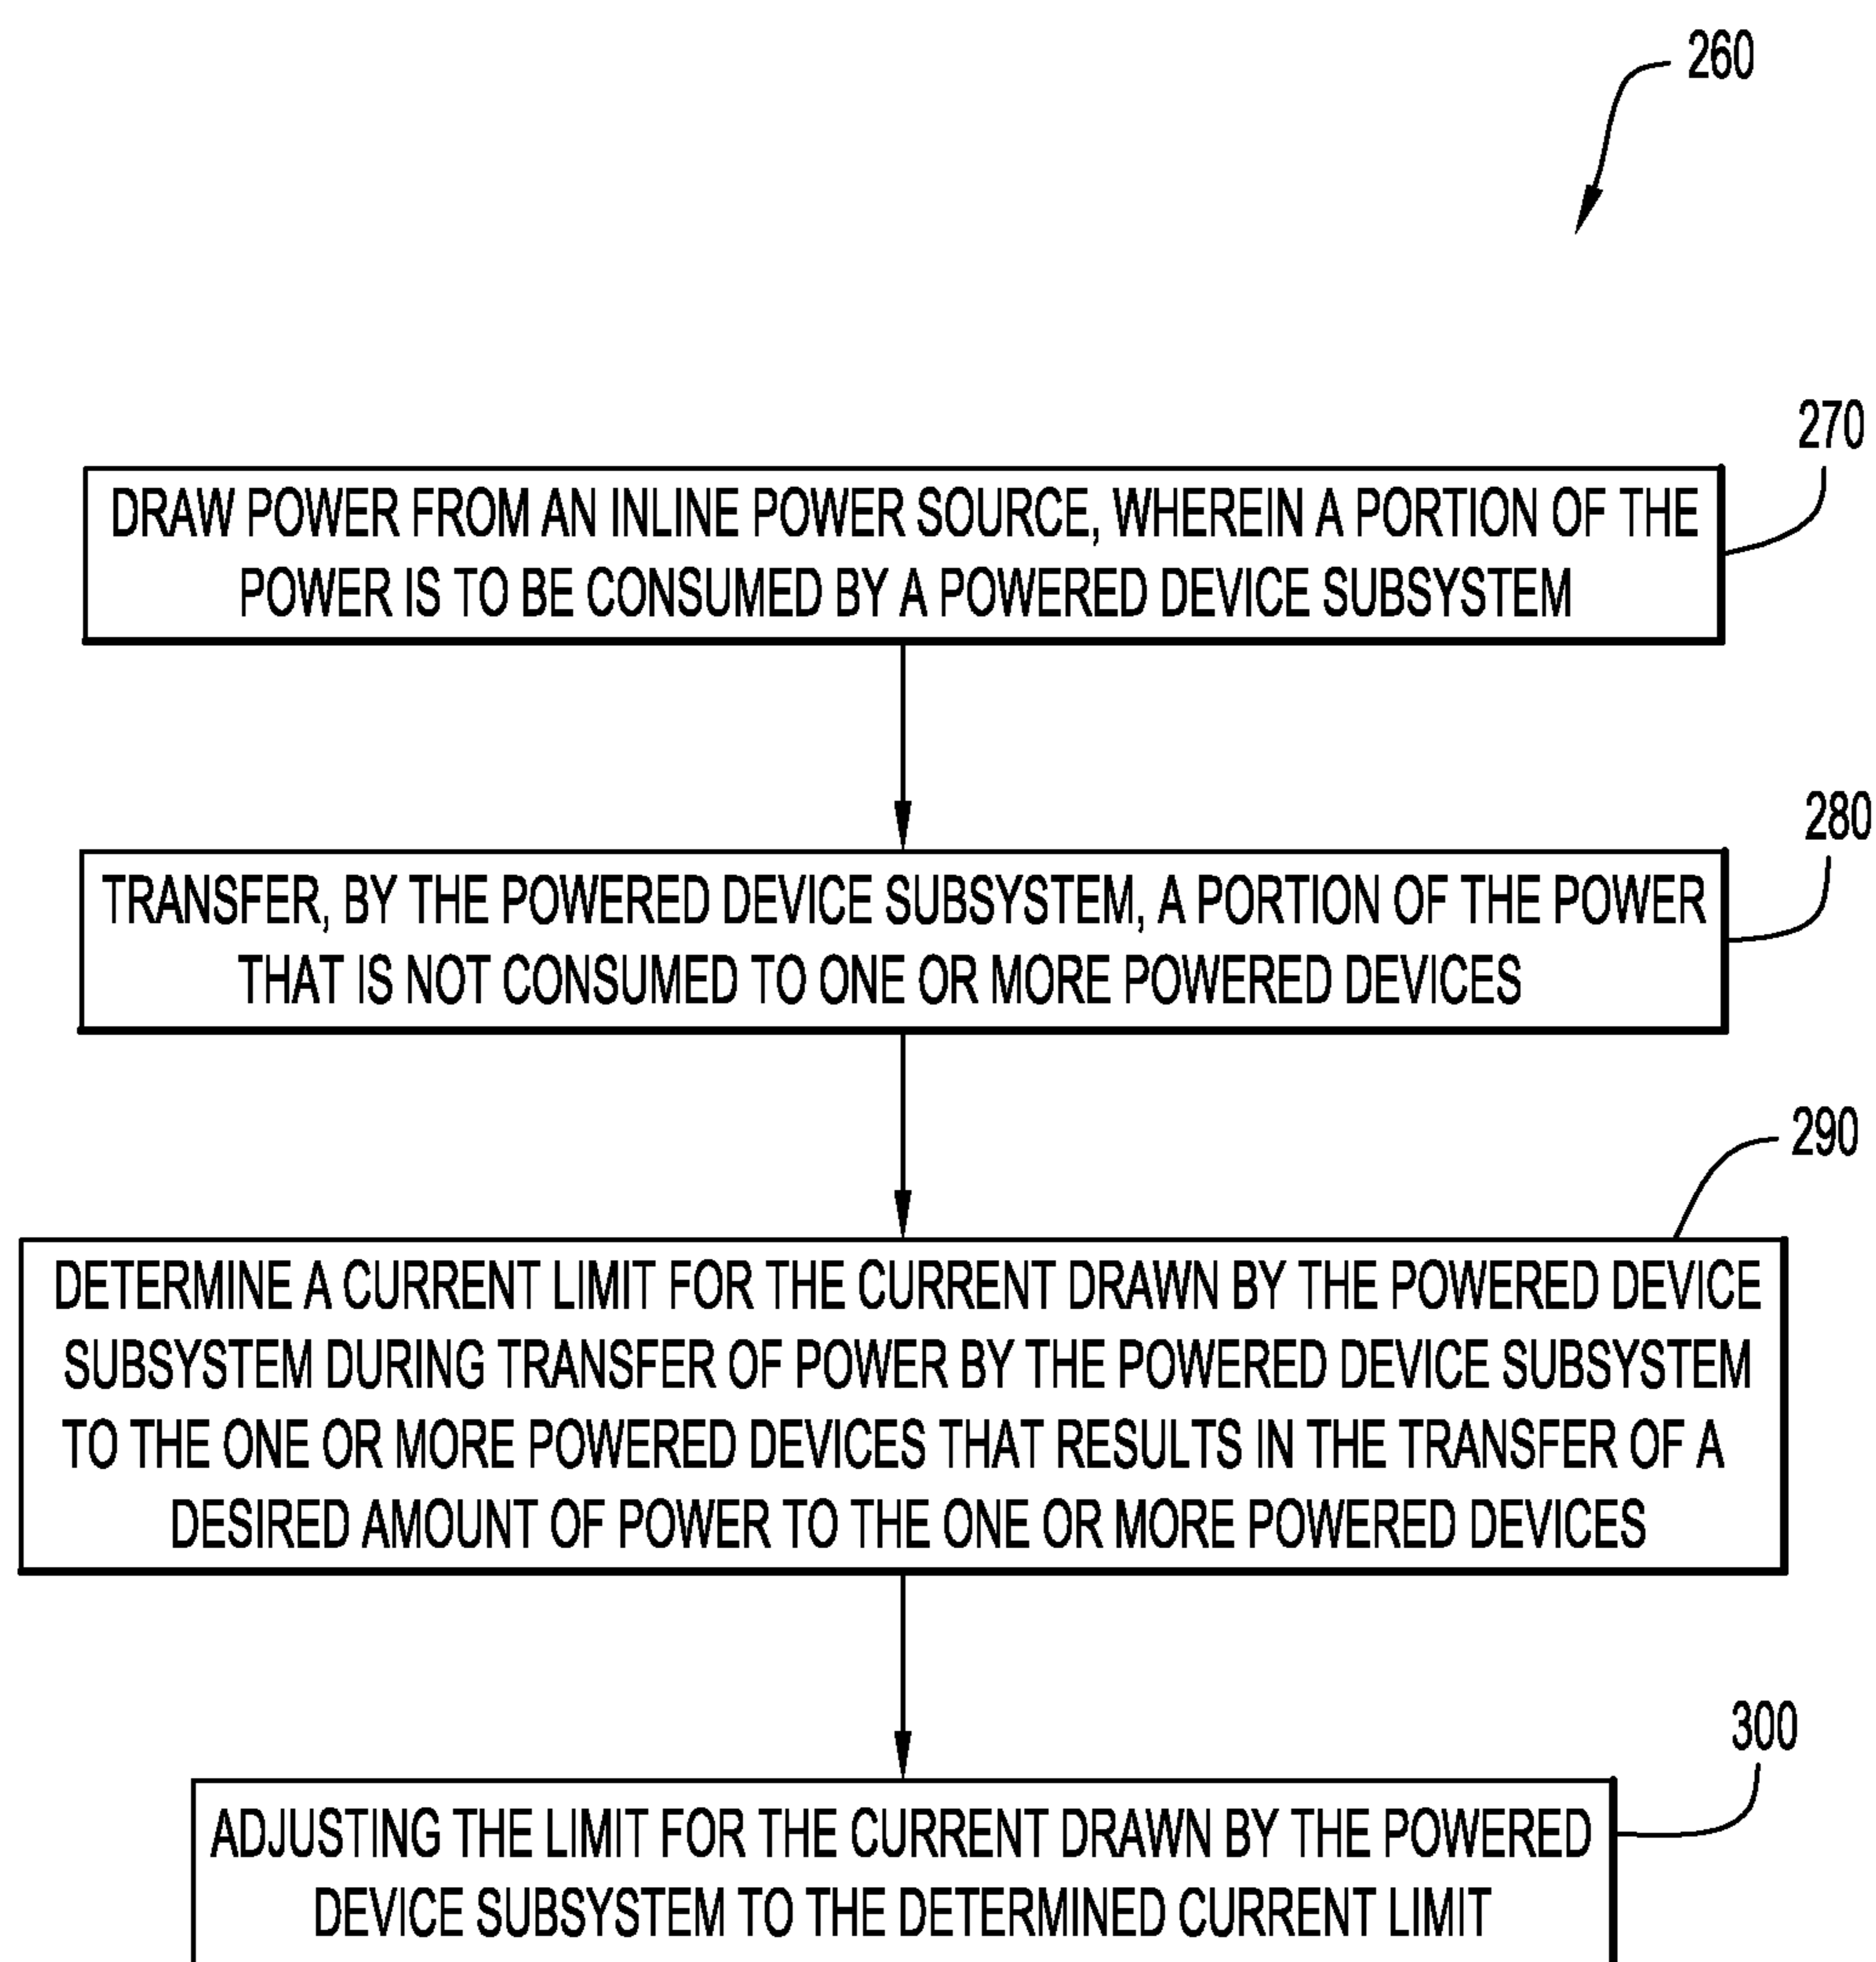 260
270
DRAW POWER FROM AN INLINE POWER SOURCE, WHEREIN A PORTION OF THE
POWER IS TO BE CONSUMED BY A POWERED DEVICE SUBSYSTEM
280
TRANSFER, BY THE POWERED DEVICE SUBSYSTEM, A PORTION OF THE POWER
THAT IS NOT CONSUMED TO ONE OR MORE POWERED DEVICES
290
DETERMINE A CURRENT LIMIT FOR THE CURRENT DRAWN BY THE POWERED DEVICE
SUBSYSTEM DURING TRANSFER OF POWER BY THE POWERED DEVICE SUBSYSTEM
TO THE ONE OR MORE POWERED DEVICES THAT RESULTS IN THE TRANSFER OF A
DESIRED AMOUNT OF POWER TO THE ONE OR MORE POWERED DEVICES
300
ADJUSTING THE LIMIT FOR THE CURRENT DRAWN BY THE POWERED
DEVICE SUBSYSTEM TO THE DETERMINED CURRENT LIMIT